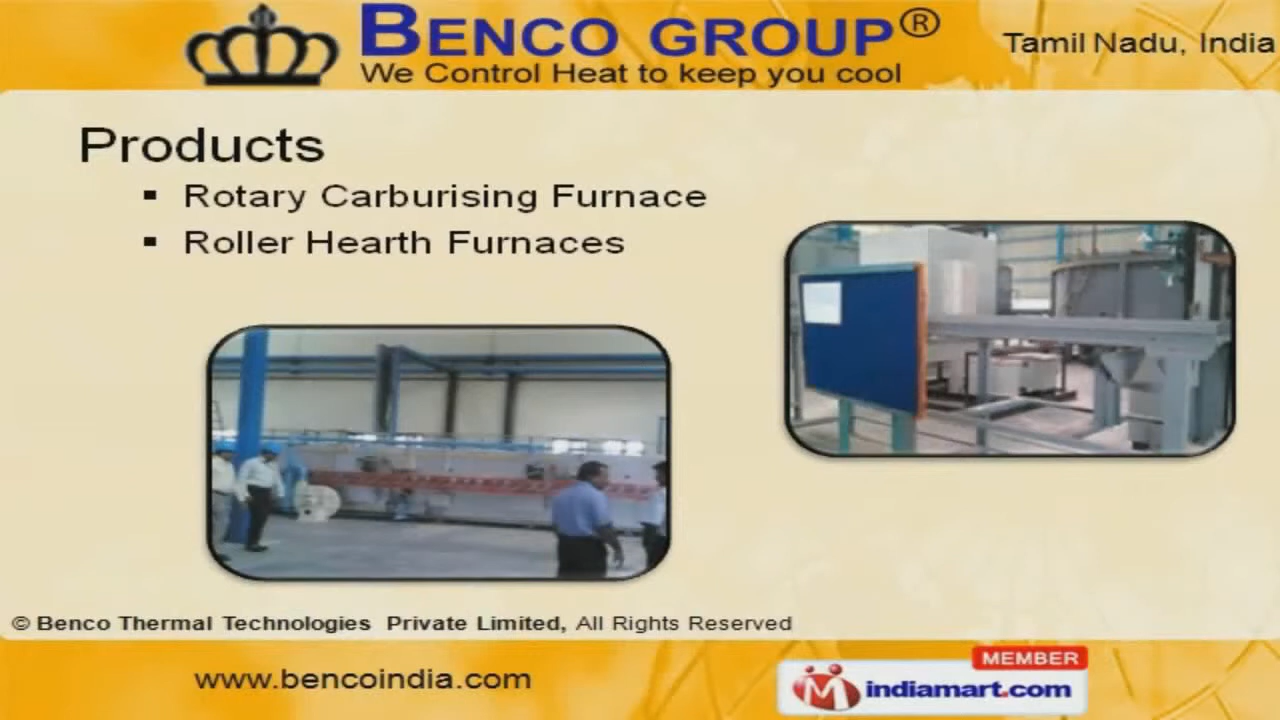 BENCO GROUP®
We Control Heat to keep you cool
Tamil Nadu, India
Products
▪ Rotary Carburising Furnace
▪ Roller Hearth Furnaces
© Benco Thermal Technologies Private Limited, All Rights Reserved
www.bencoindia.com
MEMBER
indiamart.com